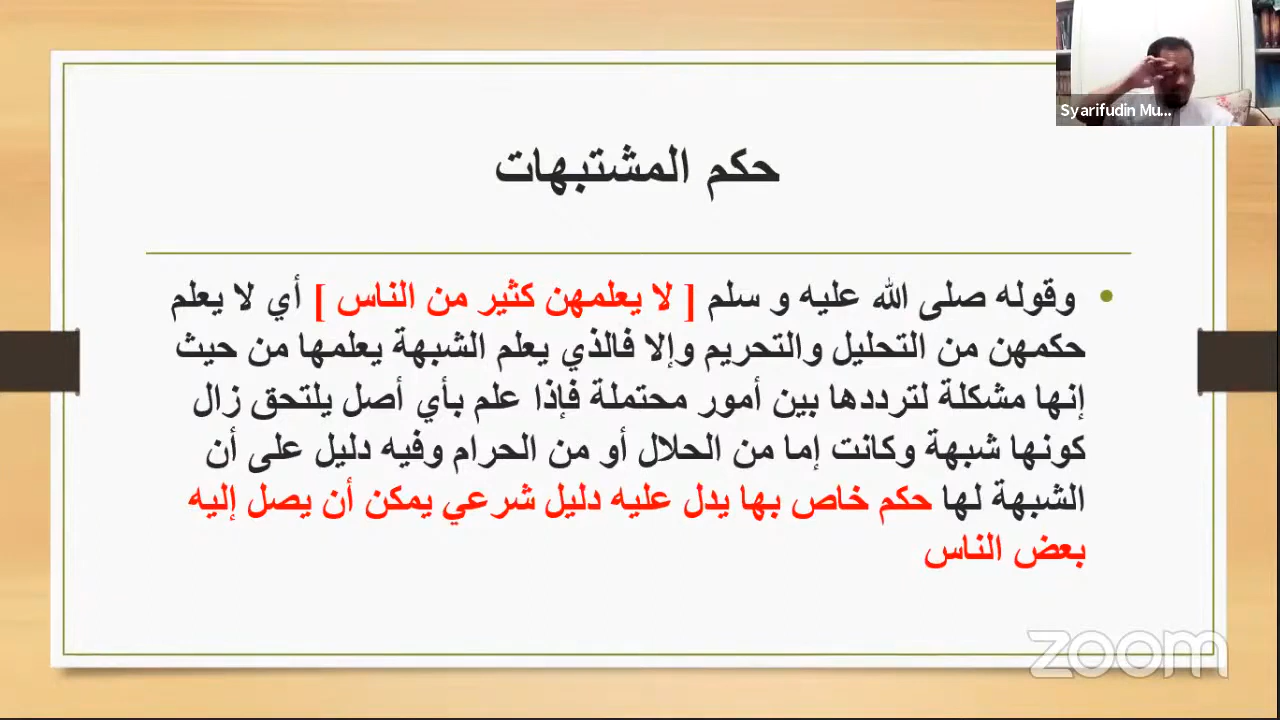 Syarifudin Mu...
حكم المشتبهات
• وقوله صلى الله عليه و سلم [ لا يعلمهن كثير من الناس ] أي لا يعلم
حكمهن من التحليل والتحريم وإلا فالذي يعلم الشبهة يعلمها من حيث
إنها مشكلة لترددها بين أمور محتملة فإذا علم بأي أصل يلتحق زال
كونها شبهة وكانت إما من الحلال أو من الحرام وفيه دليل على أن
الشبهة لها حكم خاص بها يدل عليه دليل شرعي يمكن أن يصل إليه
بعض الناس
zoom